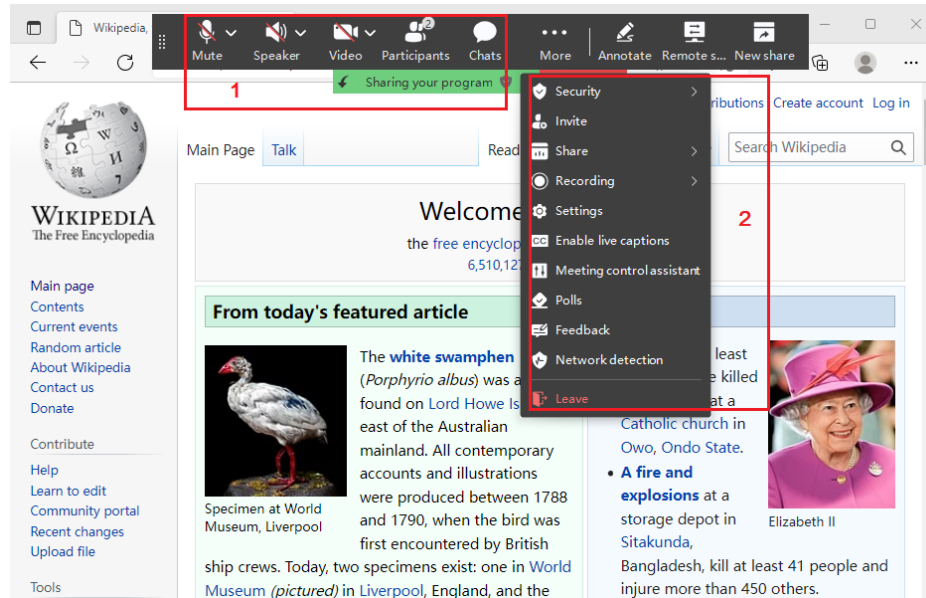 Wikipedia,
2
Mute
Speaker
Video
Participants
Chats
More
Annotate
Remote s...
New share
1
Sharing your program
Security
Invite
Share
Recording
Settings
CC Enable live captions
Meeting control assistant
Polls
Feedback
Network detection
Leave
2
ributions Create account Log in
Main Page Talk
Read
Search Wikipedia
WIKIPEDIA
The Free Encyclopedia
Main page
Contents
Current events
Random article
About Wikipedia
Contact us
Donate
Contribute
Help
Learn to edit
Community portal
Recent changes
Upload file
Tools
Welcome
the free encyclop
6,510,127
From today's featured article
The white swamphen
(Porphyrio albus) was a
found on Lord Howe Is
east of the Australian
mainland. All contemporary
accounts and illustrations
were produced between 1788
and 1790, when the bird was
first encountered by British
ship crews. Today, two specimens exist: one in World
Museum (pictured) in Liverpool, England, and the
Specimen at World
Museum, Liverpool
least
e killed
at a
Catholic church in
Owo, Ondo State.
• A fire and
explosions at a
storage depot in
Sitakunda,
Bangladesh, kill at least 41 people and
injure more than 450 others.
Elizabeth II